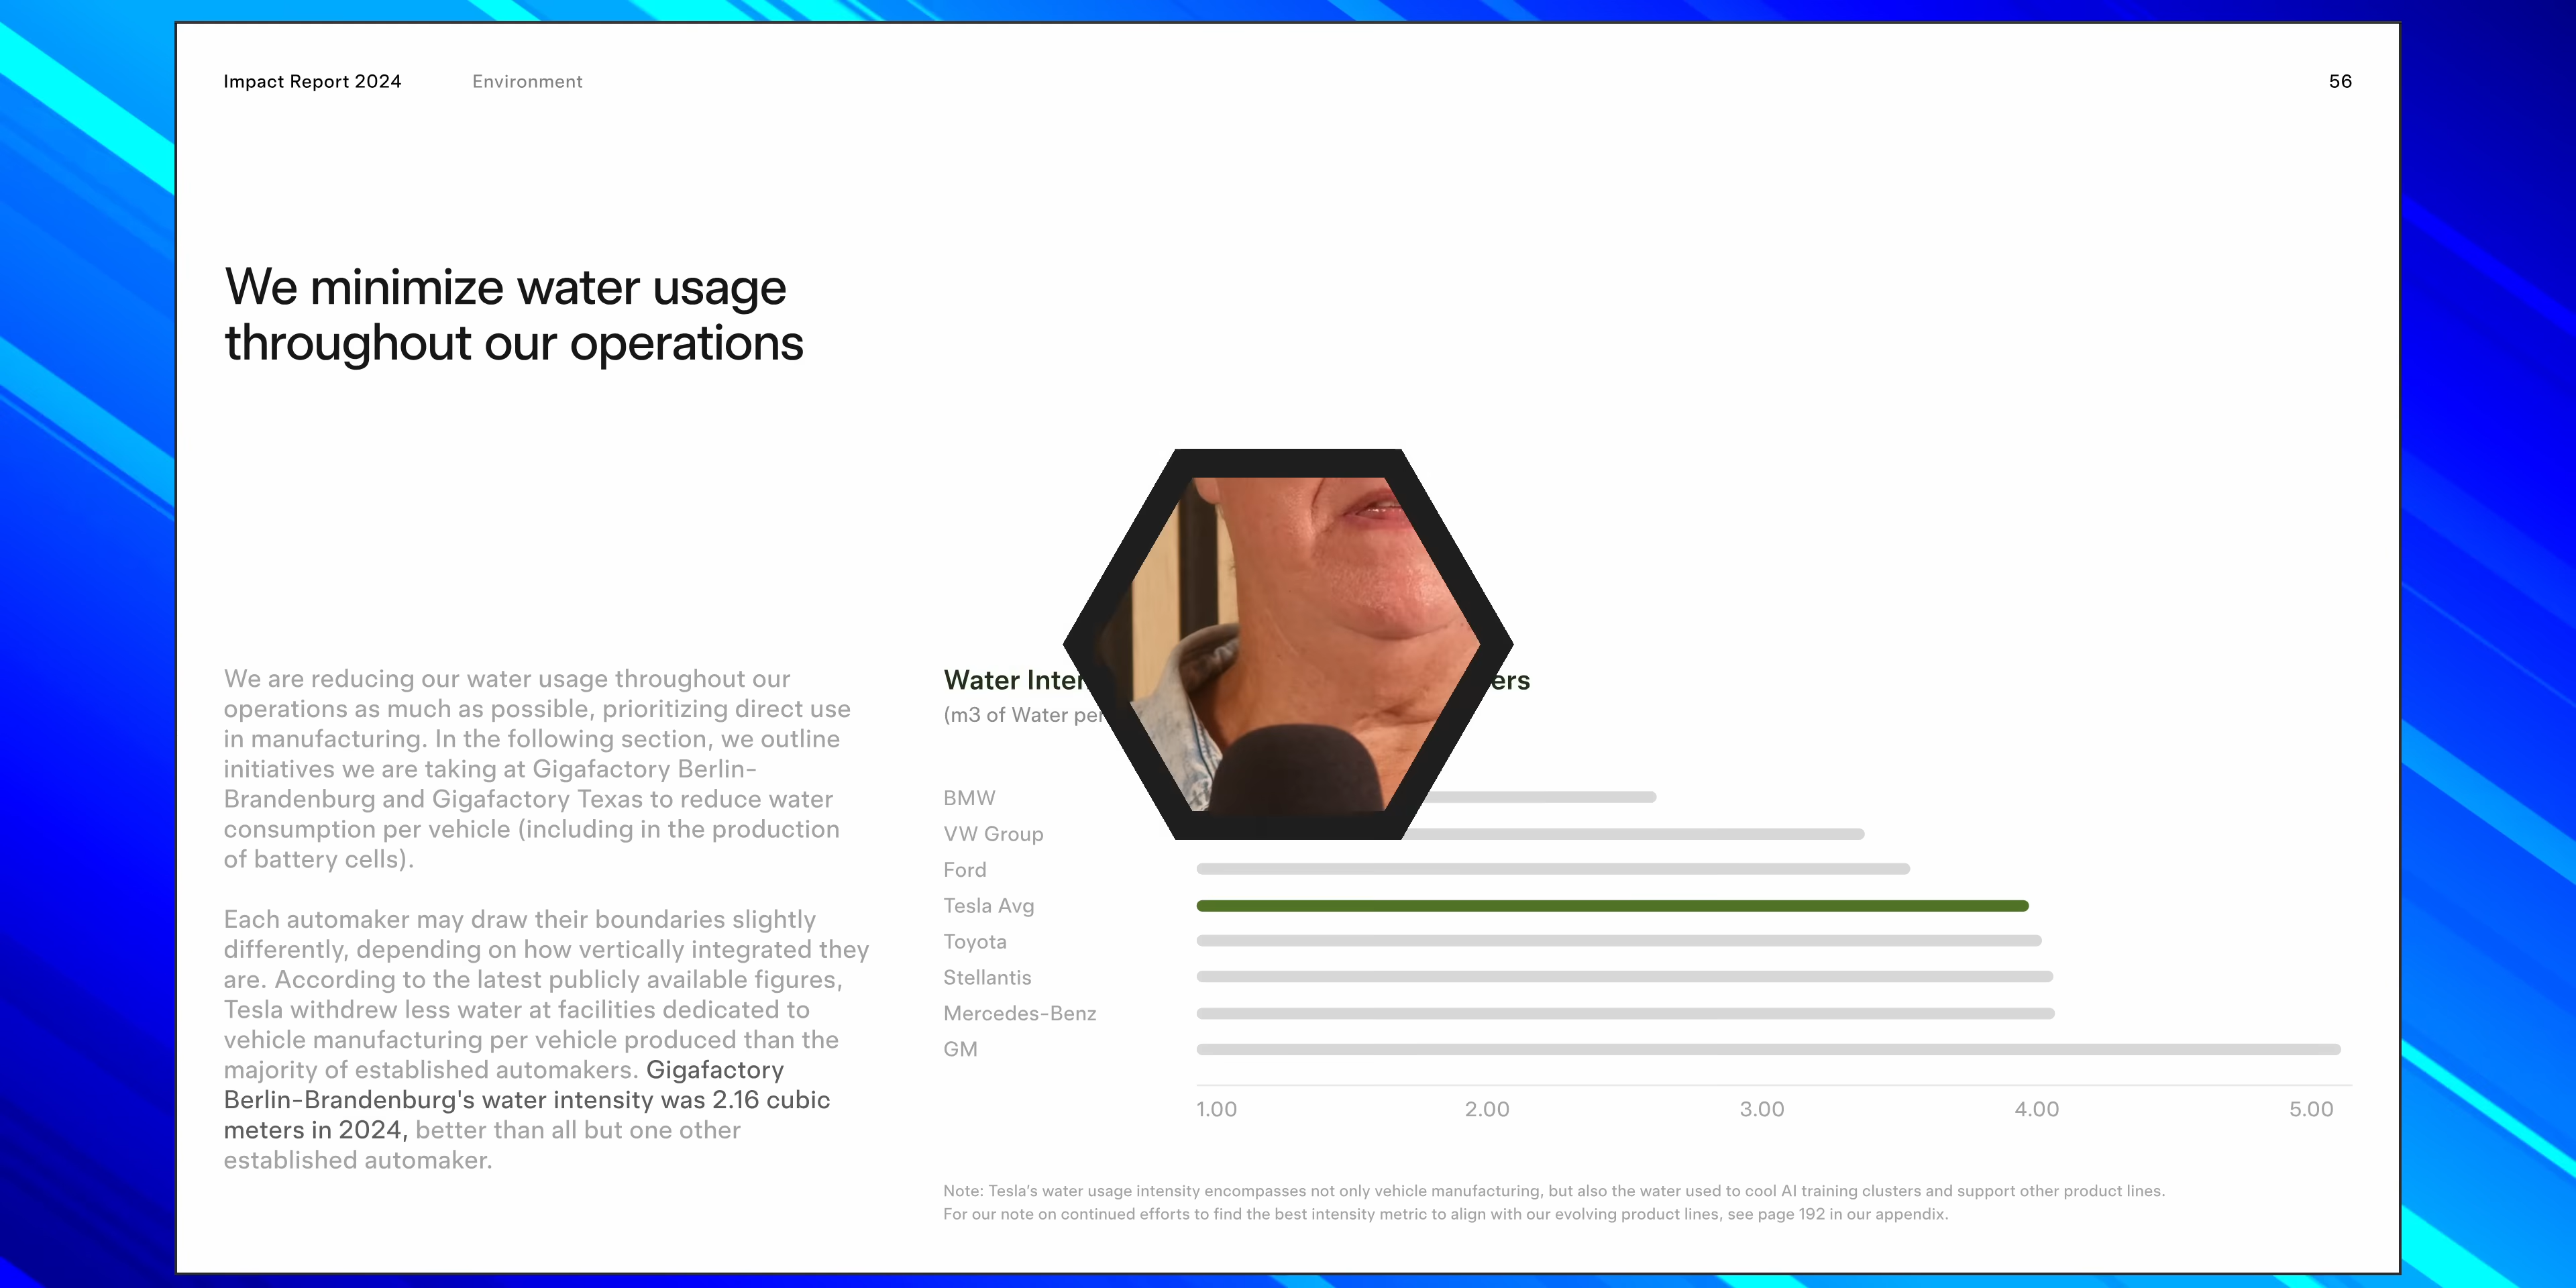 Impact Report 2024 Environment 56
We minimize water usage
throughout our operations
We are reducing our water usage throughout our
operations as much as possible, prioritizing direct use
in manufacturing. In the following section, we outline
initiatives we are taking at Gigafactory Berlin-
Brandenburg and Gigafactory Texas to reduce water
consumption per vehicle (including in the production
of battery cells).
Each automaker may draw their boundaries slightly
differently, depending on how vertically integrated they
are. According to the latest publicly available figures,
Tesla withdrew less water at facilities dedicated to
vehicle manufacturing per vehicle produced than the
majority of established automakers. Gigafactory
Berlin-Brandenburg's water intensity was 2.16 cubic
meters in 2024, better than all but one other
established automaker.
Water
(m3 of Water per
BMW
VW Group
Ford
Tesla Avg
Toyota
Stellantis
Mercedes-Benz
GM
1.00 2.00 3.00 4.00 5.00
Note: Tesla's water usage intensity encompasses not only vehicle manufacturing, but also the water used to cool AI training clusters and support other product lines.
For our note on continued efforts to find the best intensity metric to align with our evolving product lines, see page 192 in our appendix.